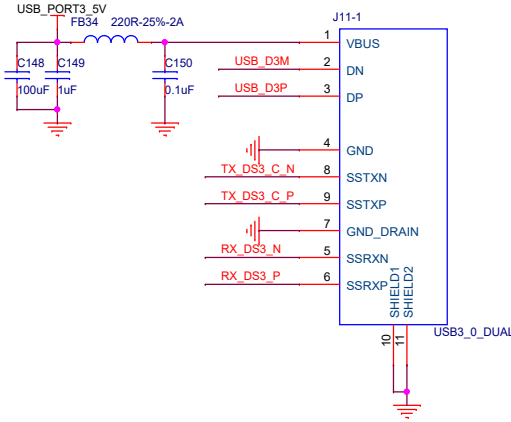 USB_PORT3_5V
FB34 220R-25%-2A
J11-1
1 VBUS
C148 C149 C150
USB_D3M 2 DN
100uF 1uF 0.1uF
USB_D3P 3 DP
4 GND
TX_DS3_C_N 8 SSTXN
TX_DS3_C_P 9 SSTXP
7 GND_DRAIN
RX_DS3_N 5 SSRXN
RX_DS3_P 6 SSRXP
SHIELD1
SHIELD2
USB3_0_DUAL
10
11